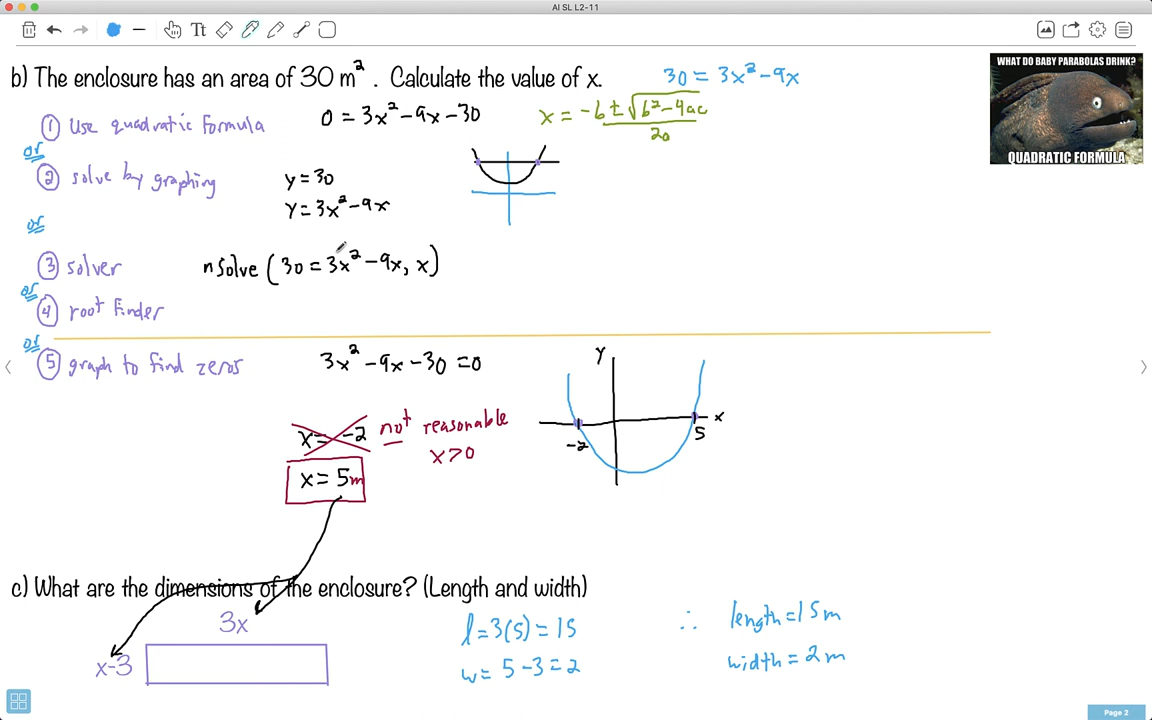 AI SL L2-11
Tt
b) The enclosure has an area of 30 m². Calculate the value of x.
30 = 3x² - 9x
WHAT DO BABY PARABOLAS DRINK?
QUADRATIC FORMULA
① Use quadratic formula
0 = 3x² - 9x - 30
x = -b ± √b² - 4ac
2a
or
② solve by graphing
y = 30
y = 3x² - 9x
or
③ solver
nSolve (30 = 3x² - 9x, x)
or
④ root finder
or
⑤ graph to find zeros
3x² - 9x - 30 = 0
y
x
-2
5
x = -2 not reasonable
x > 0
x = 5m
c) What are the dimensions of the enclosure? (Length and width)
3x
x-3
l = 3(5) = 15
w = 5 - 3 = 2
∴ length = 15m
width = 2m
Page 2